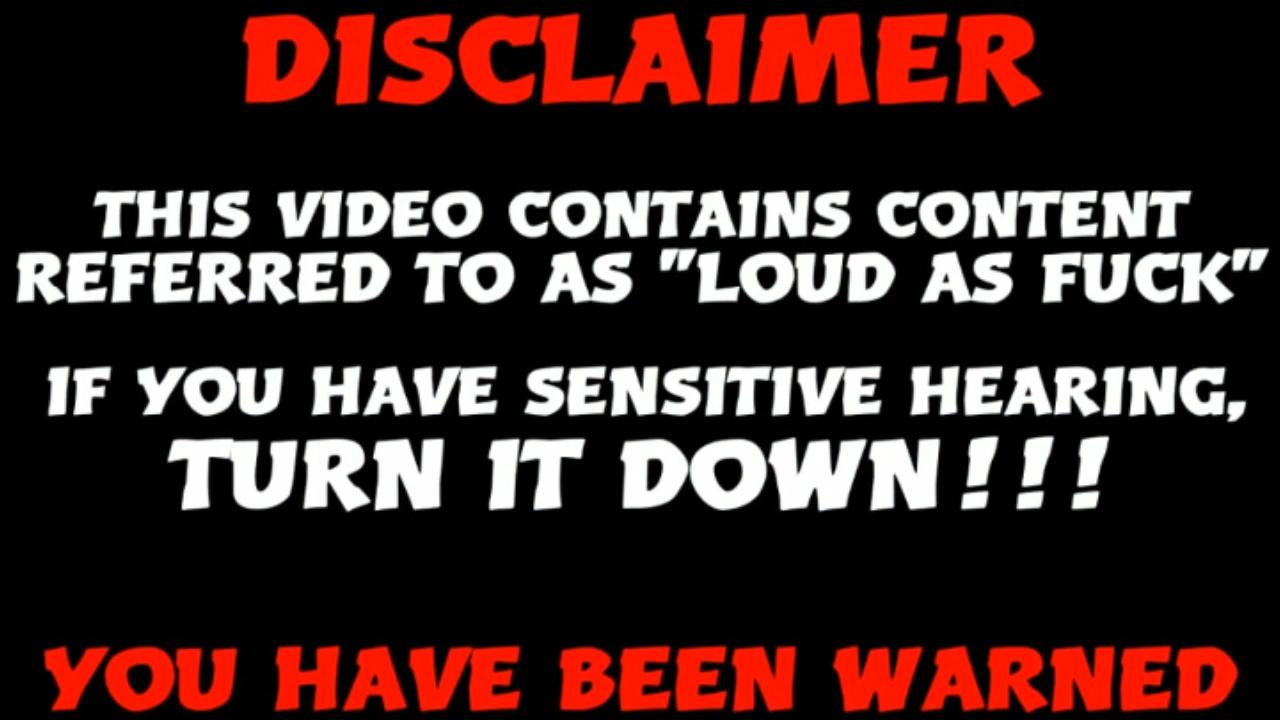 DISCLAIMER
THIS VIDEO CONTAINS CONTENT
REFERRED TO AS "LOUD AS FUCK"
IF YOU HAVE SENSITIVE HEARING,
TURN IT DOWN!!!
YOU HAVE BEEN WARNED